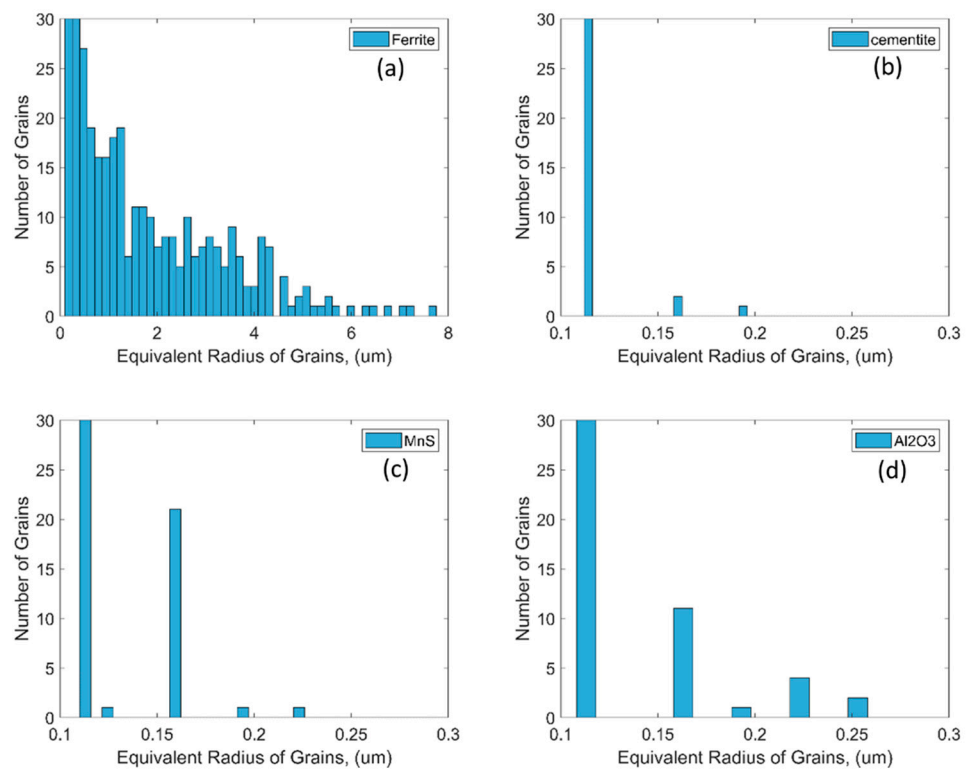 Ferrite
(a)
30
25
20
15
10
5
0
Number of Grains
0 2 4 6 8
Equivalent Radius of Grains, (um)
cementite
(b)
30
25
20
15
10
5
0
Number of Grains
0.1 0.15 0.2 0.25 0.3
Equivalent Radius of Grains, (um)
MnS
(c)
30
25
20
15
10
5
0
Number of Grains
0.1 0.15 0.2 0.25 0.3
Equivalent Radius of Grains, (um)
Al2O3
(d)
30
25
20
15
10
5
0
Number of Grains
0.1 0.15 0.2 0.25 0.3
Equivalent Radius of Grains, (um)